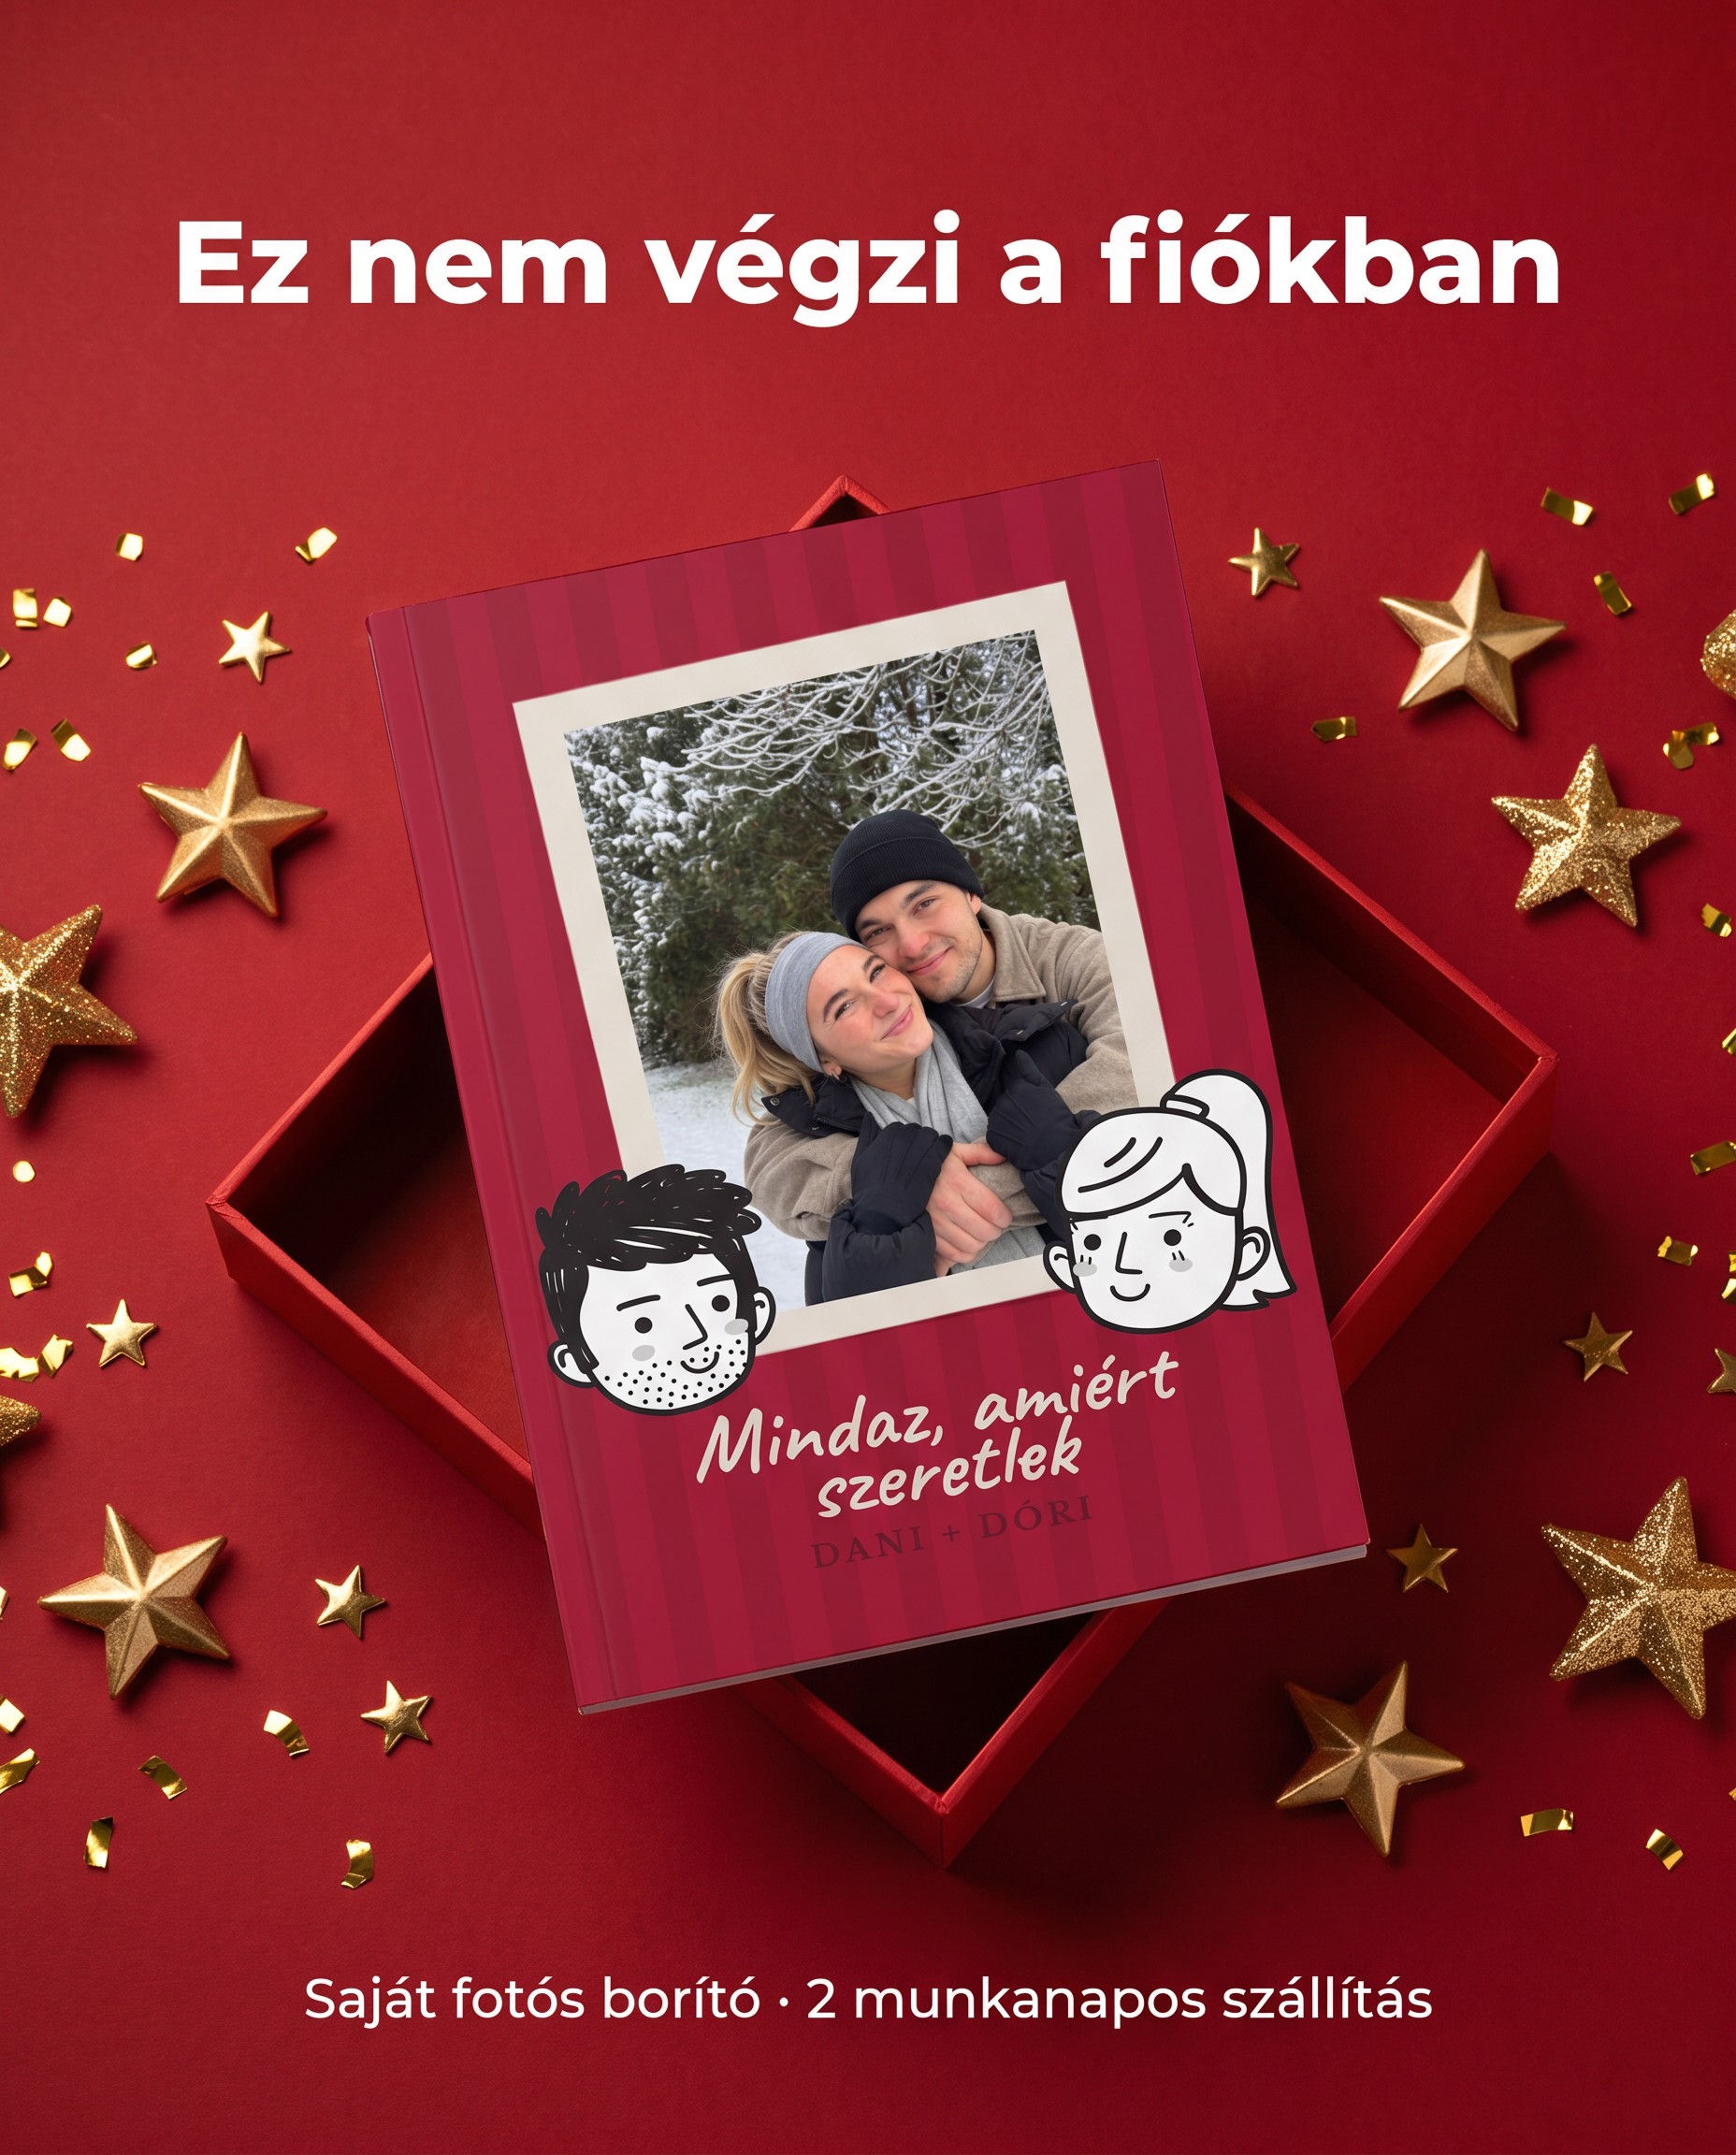 Ez nem végzi a fiókban
Mindaz, amiért
szeretlek
DANI + DÓRI
Saját fotós borító · 2 munkanapos szállítás